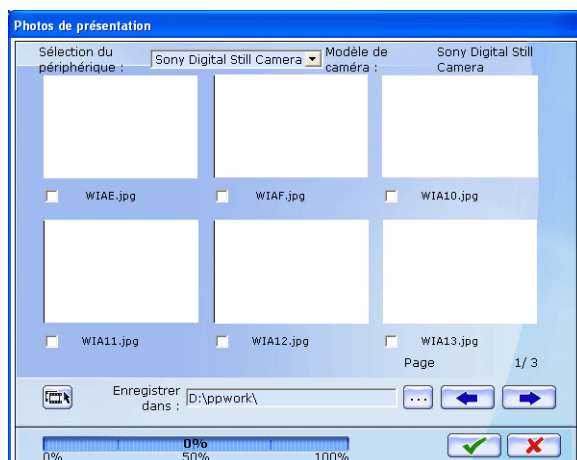 Photos de présentation
Sélection du périphérique :
Sony Digital Still Camera
Modèle de caméra :
Sony Digital Still Camera
WIAE.jpg
WIAF.jpg
WIA10.jpg
WIA11.jpg
WIA12.jpg
WIA13.jpg
Page 1/ 3
Enregistrer dans :
D:\ppwork\
...
0%
0% 50% 100%